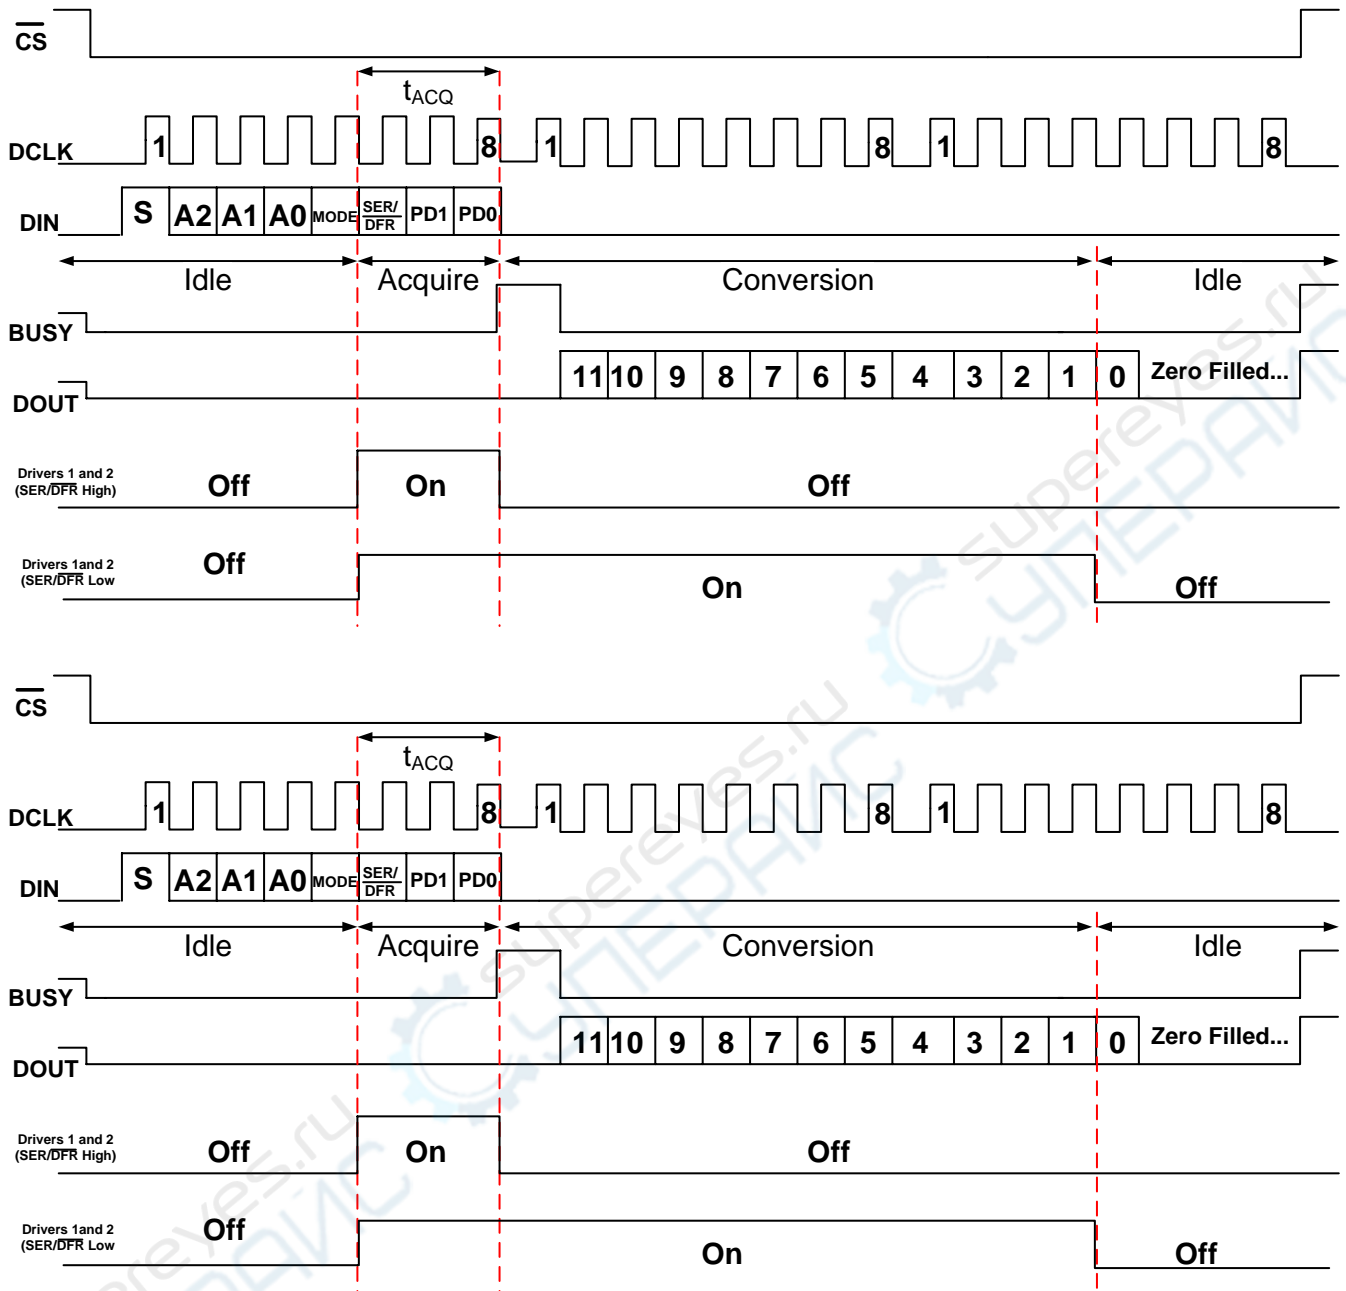 CS
tACQ
DCLK 1 8 1 8 1 8
DIN S A2 A1 A0 MODE SER/DFR PD1 PD0
Idle Acquire Conversion Idle
BUSY
DOUT 11 10 9 8 7 6 5 4 3 2 1 0 Zero Filled...
Drivers 1 and 2
(SER/DFR High)
Off On Off
Drivers 1and 2
(SER/DFR Low
Off On Off
CS
tACQ
DCLK 1 8 1 8 1 8
DIN S A2 A1 A0 MODE SER/DFR PD1 PD0
Idle Acquire Conversion Idle
BUSY
DOUT 11 10 9 8 7 6 5 4 3 2 1 0 Zero Filled...
Drivers 1 and 2
(SER/DFR High)
Off On Off
Drivers 1and 2
(SER/DFR Low
Off On Off
supereyes.ru
СУПЕРАЙС
supereyes.ru
СУПЕРАЙС